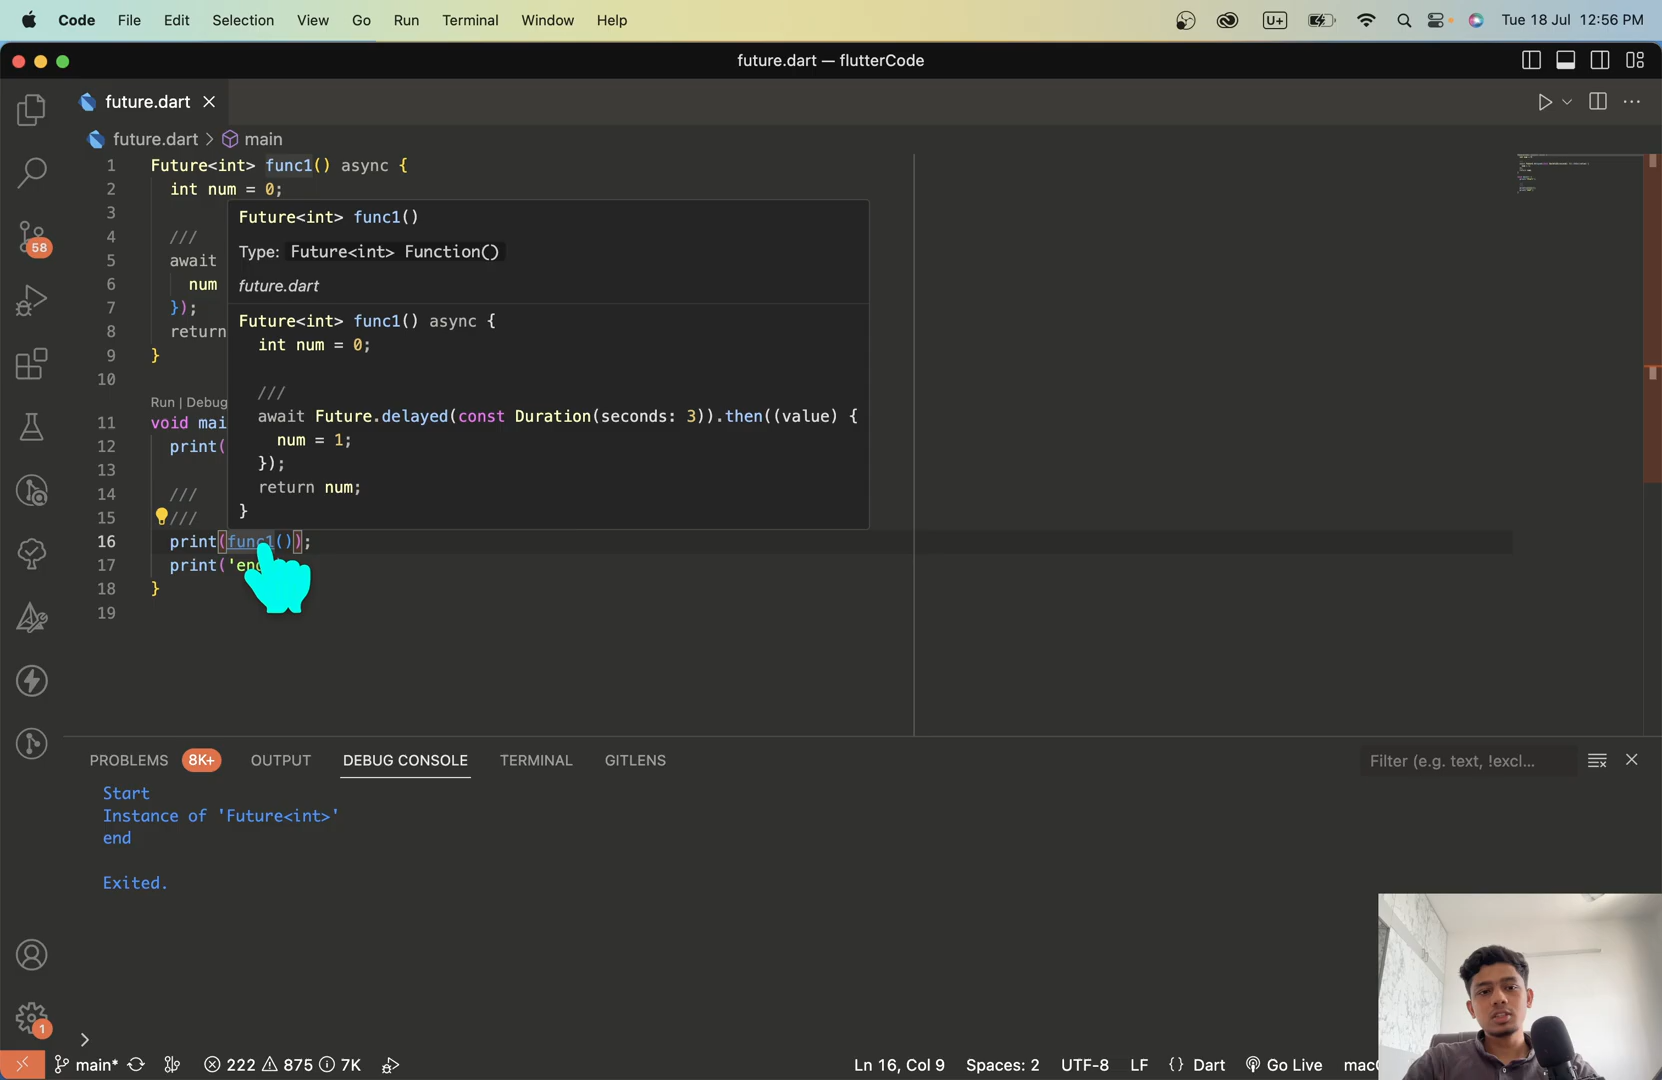 Code File Edit Selection View Go Run Terminal Window Help U+ Tue 18 Jul 12:56 PM
future.dart — flutterCode
future.dart
future.dart > main
1 Future<int> func1() async {
2 int num = 0;
3
4 ///
5 await
6 num
7 });
8 return
9 }
10
Future<int> func1()
Type: Future<int> Function()
future.dart
Future<int> func1() async {
int num = 0;
///
await Future.delayed(const Duration(seconds: 3)).then((value) {
num = 1;
});
return num;
}
Run | Debug
11 void mai
12 print(
13
14 ///
15 ///
16 print(func1());
17 print('end
18 }
19
58
PROBLEMS 8K+ OUTPUT DEBUG CONSOLE TERMINAL GITLENS Filter (e.g. text, !excl...
Start
Instance of 'Future<int>'
end
Exited.
1
>
main* 222 875 7K Ln 16, Col 9 Spaces: 2 UTF-8 LF {} Dart Go Live mac